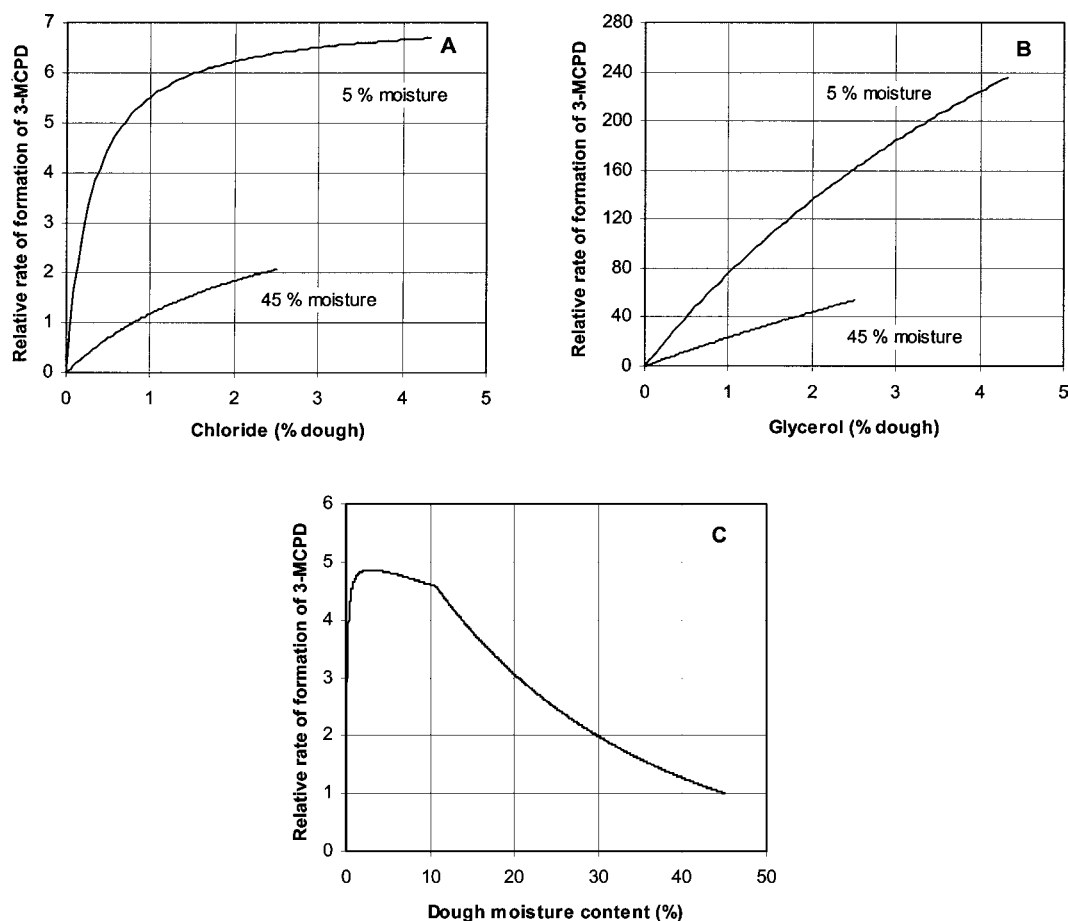 A
Relative rate of formation of 3-MCPD
7
6
5
4
3
2
1
0
5 % moisture
45 % moisture
0 1 2 3 4 5
Chloride (% dough)
B
Relative rate of formation of 3-MCPD
280
240
200
160
120
80
40
0
5 % moisture
45 % moisture
0 1 2 3 4 5
Glycerol (% dough)
C
Relative rate of formation of 3-MCPD
6
5
4
3
2
1
0
0 10 20 30 40 50
Dough moisture content (%)